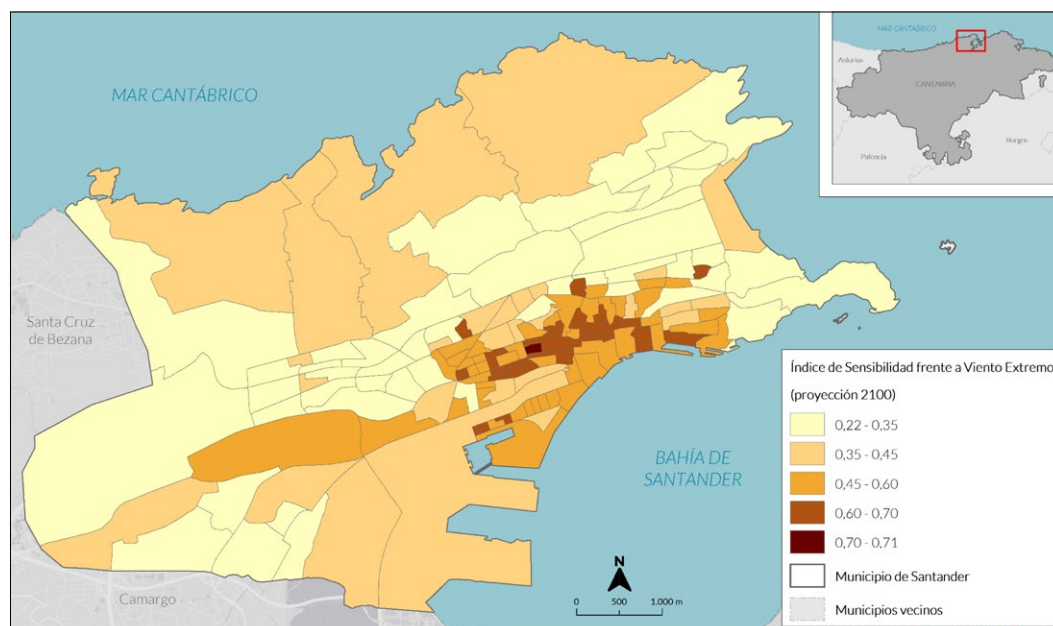 MAR CANTÁBRICO
MAR CANTÁBRICO
Asturias
CANTABRIA
Palencia
Burgos
Santa Cruz
de Bezana
BAHÍA DE
SANTANDER
Camargo
N
0 500 1.000 m
Índice de Sensibilidad frente a Viento Extremo
(proyección 2100)
0,22 - 0,35
0,35 - 0,45
0,45 - 0,60
0,60 - 0,70
0,70 - 0,71
Municipio de Santander
Municipios vecinos